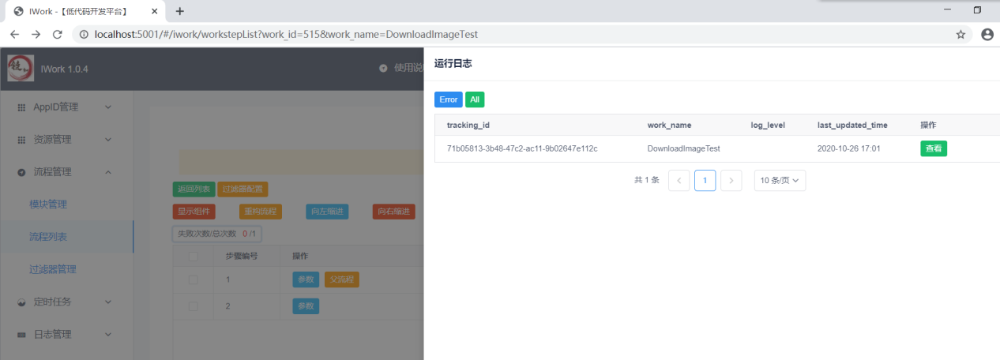 IWork -【低代码开发平台】
localhost:5001/#/iwork/workstepList?work_id=515&work_name=DownloadImageTest
IWork 1.0.4
使用说
运行日志
Error All
tracking_id work_name log_level last_updated_time 操作
71b05813-3b48-47c2-ac11-9b02647e112c DownloadImageTest 2020-10-26 17:01 查看
共 1 条 1 10 条/页
AppID管理
资源管理
流程管理
模块管理
流程列表
过滤器管理
定时任务
日志管理
返回列表 过滤器配置
显示组件 重构流程 向左缩进 向右缩进
失败次数/总次数 0 /1
步骤编号 操作
1 参数 父流程
2 参数